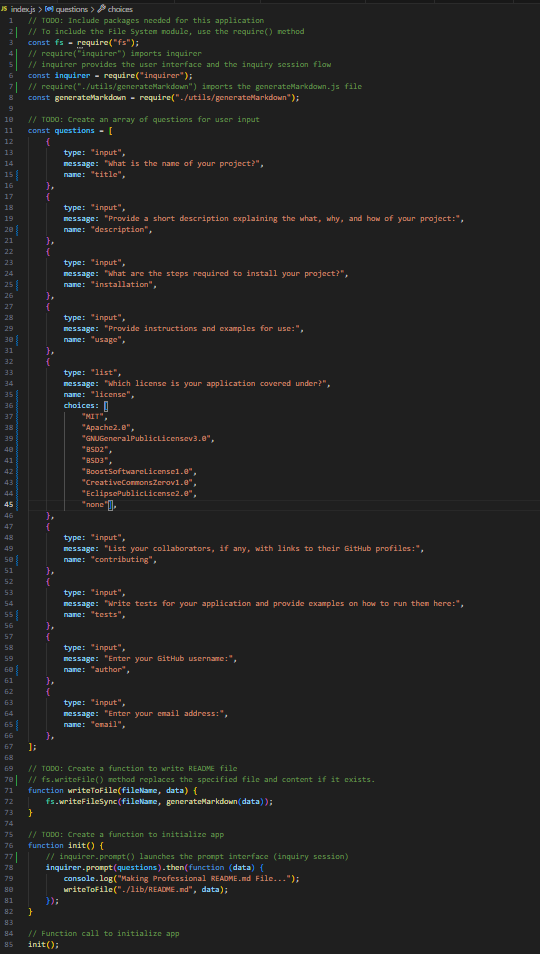 JS index.js > questions > choices
1 // TODO: Include packages needed for this application
2 // To include the File System module, use the require() method
3 const fs = require("fs");
4 // require("inquirer") imports inquirer
5 // inquirer provides the user interface and the inquiry session flow
6 const inquirer = require("inquirer");
7 // require("./utils/generateMarkdown") imports the generateMarkdown.js file
8 const generateMarkdown = require("./utils/generateMarkdown");
9
10 // TODO: Create an array of questions for user input
11 const questions = [
12 {
13 type: "input",
14 message: "What is the name of your project?",
15 name: "title",
16 },
17 {
18 type: "input",
19 message: "Provide a short description explaining the what, why, and how of your project:",
20 name: "description",
21 },
22 {
23 type: "input",
24 message: "What are the steps required to install your project?",
25 name: "installation",
26 },
27 {
28 type: "input",
29 message: "Provide instructions and examples for use:",
30 name: "usage",
31 },
32 {
33 type: "list",
34 message: "Which license is your application covered under?",
35 name: "license",
36 choices: [
37 "MIT",
38 "Apache2.0",
39 "GNUGeneralPublicLicensev3.0",
40 "BSD2",
41 "BSD3",
42 "BoostSoftwareLicense1.0",
43 "CreativeCommonsZerov1.0",
44 "EclipsePublicLicense2.0",
45 "none"],
46 },
47 {
48 type: "input",
49 message: "List your collaborators, if any, with links to their GitHub profiles:",
50 name: "contributing",
51 },
52 {
53 type: "input",
54 message: "Write tests for your application and provide examples on how to run them here:",
55 name: "tests",
56 },
57 {
58 type: "input",
59 message: "Enter your GitHub username:",
60 name: "author",
61 },
62 {
63 type: "input",
64 message: "Enter your email address:",
65 name: "email",
66 },
67 ];
68
69 // TODO: Create a function to write README file
70 // fs.writeFile() method replaces the specified file and content if it exists.
71 function writeToFile(fileName, data) {
72 fs.writeFileSync(fileName, generateMarkdown(data));
73 }
74
75 // TODO: Create a function to initialize app
76 function init() {
77 // inquirer.prompt() launches the prompt interface (inquiry session)
78 inquirer.prompt(questions).then(function (data) {
79 console.log("Making Professional README.md File...");
80 writeToFile("./lib/README.md", data);
81 });
82 }
83
84 // Function call to initialize app
85 init();